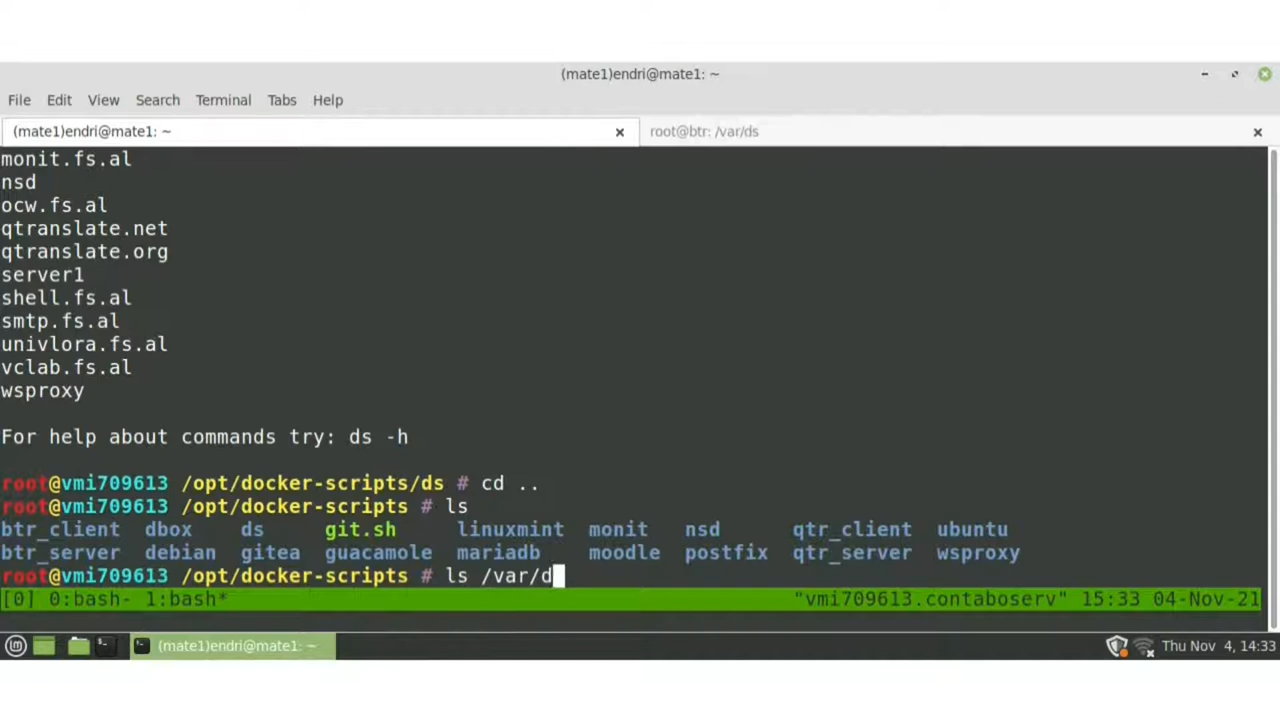 (mate1)endri@mate1: ~
File Edit View Search Terminal Tabs Help
(mate1)endri@mate1: ~ root@btr: /var/ds
monit.fs.al
nsd
ocw.fs.al
qtranslate.net
qtranslate.org
server1
shell.fs.al
smtp.fs.al
univlora.fs.al
vclab.fs.al
wsproxy
For help about commands try: ds -h
root@vmi709613 /opt/docker-scripts/ds # cd ..
root@vmi709613 /opt/docker-scripts # ls
btr_client dbox ds git.sh linuxmint monit nsd qtr_client ubuntu
btr_server debian gitea guacamole mariadb moodle postfix qtr_server wsproxy
root@vmi709613 /opt/docker-scripts # ls /var/d
[0] 0:bash- 1:bash* "vmi709613.contaboserv" 15:33 04-Nov-21
(mate1)endri@mate1: ~ Thu Nov 4, 14:33